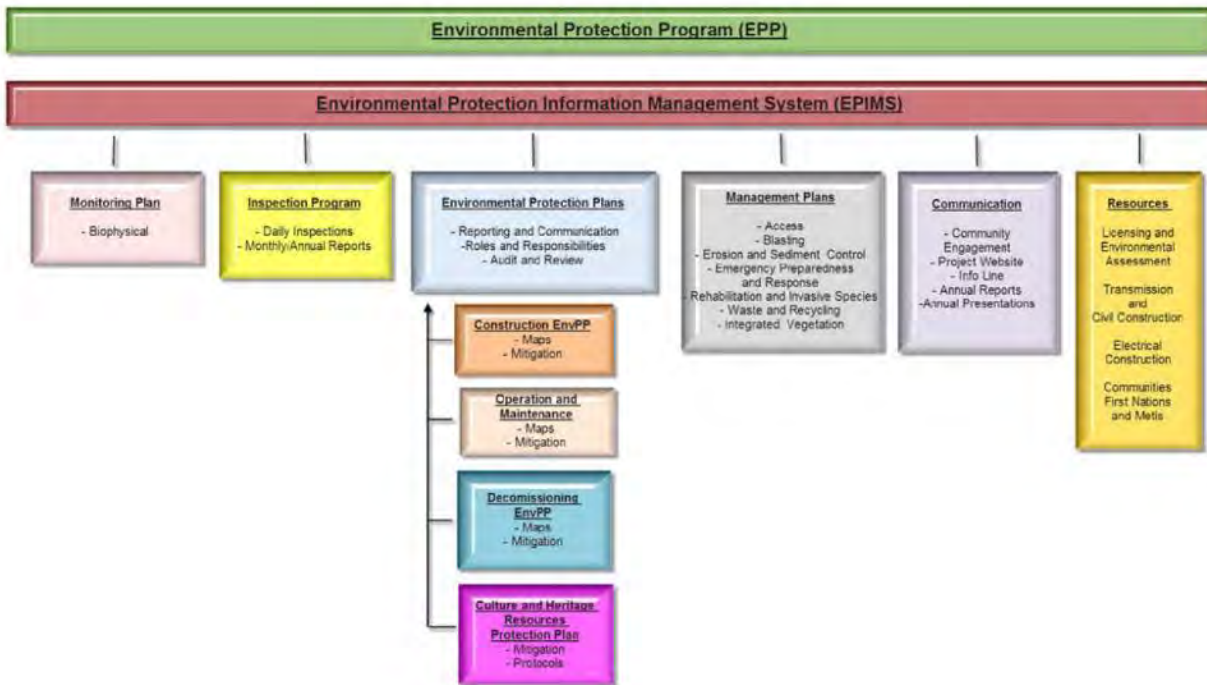 Environmental Protection Program (EPP)
Environmental Protection Information Management System (EPIMS)
Monitoring Plan
- Biophysical
Inspection Program
- Daily Inspections
- Monthly/Annual Reports
Environmental Protection Plans
- Reporting and Communication
-Roles and Responsibilities
- Audit and Review
Construction EnvPP
- Maps
- Mitigation
Operation and
Maintenance
- Maps
- Mitigation
Decomissioning
EnvPP
- Maps
- Mitigation
Culture and Heritage
Resources
Protection Plan
- Mitigation
- Protocols
Management Plans
- Access
- Blasting
- Erosion and Sediment Control
- Emergency Preparedness
and Response
- Rehabilitation and Invasive Species
- Waste and Recycling
- Integrated Vegetation
Communication
- Community
Engagement
- Project Website
- Info Line
- Annual Reports
-Annual Presentations
Resources
Licensing and
Environmental
Assessment
Transmission
and
Civil Construction
Electrical
Construction
Communities
First Nations
and Metis